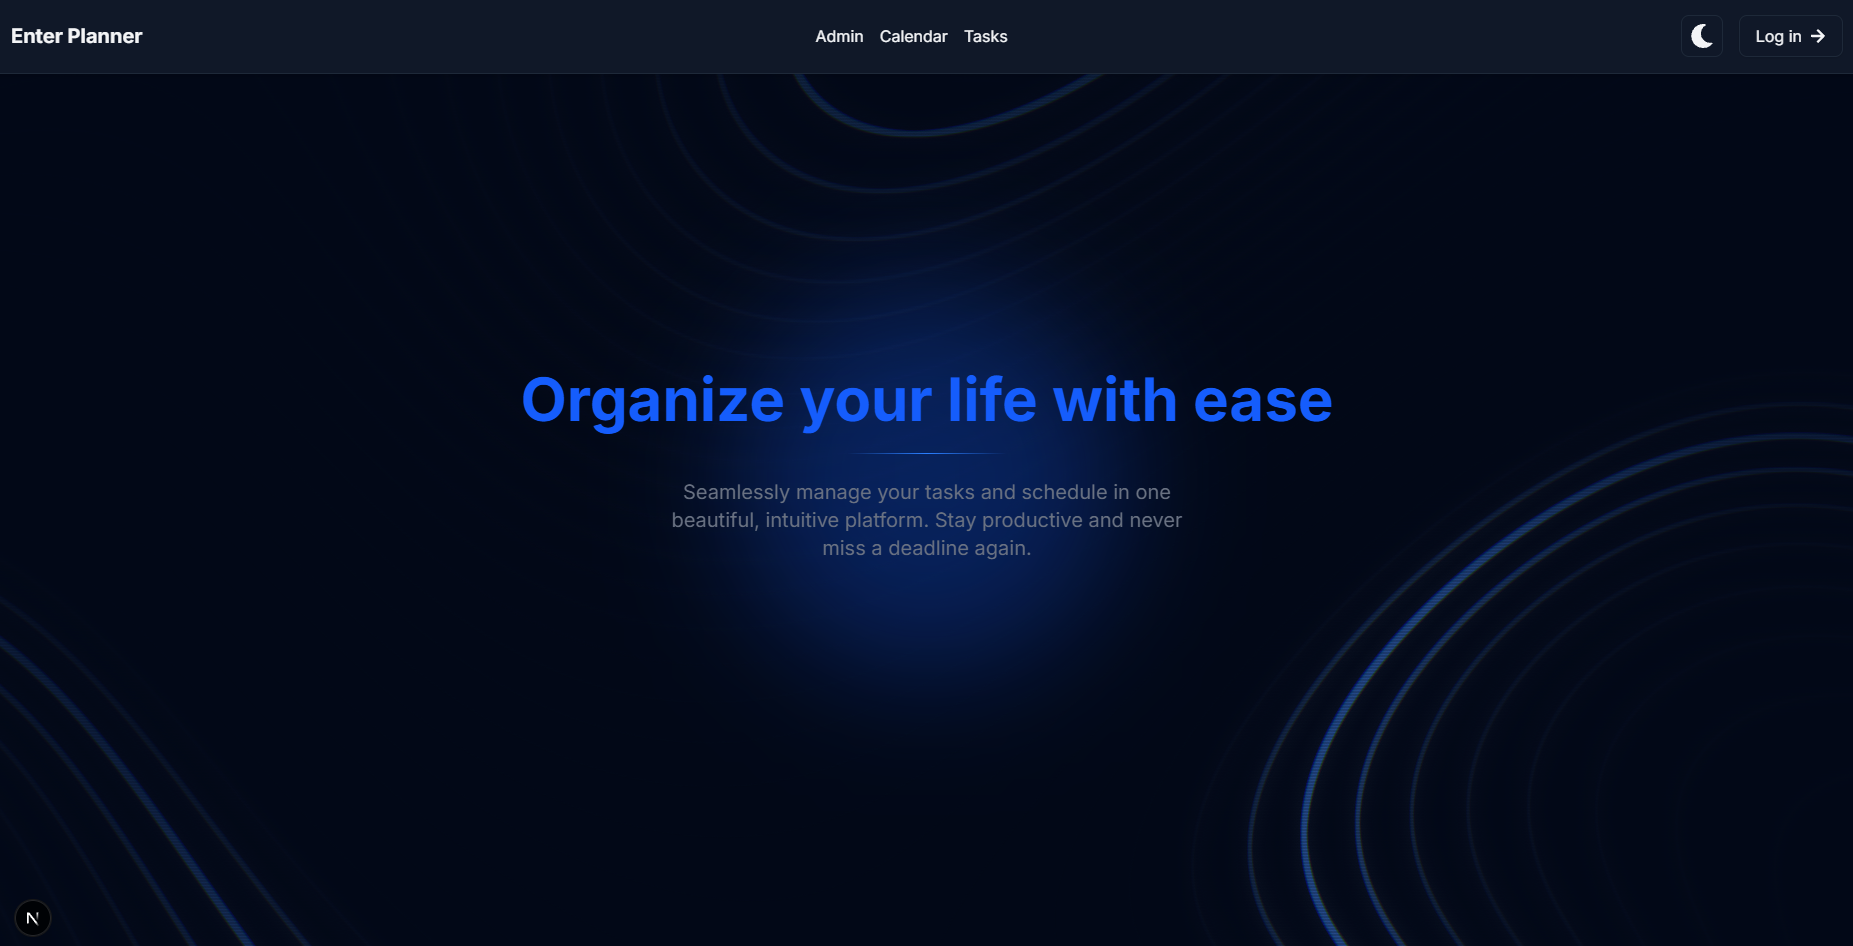 Enter Planner
Admin Calendar Tasks
Log in
Organize your life with ease
Seamlessly manage your tasks and schedule in one
beautiful, intuitive platform. Stay productive and never
miss a deadline again.
N